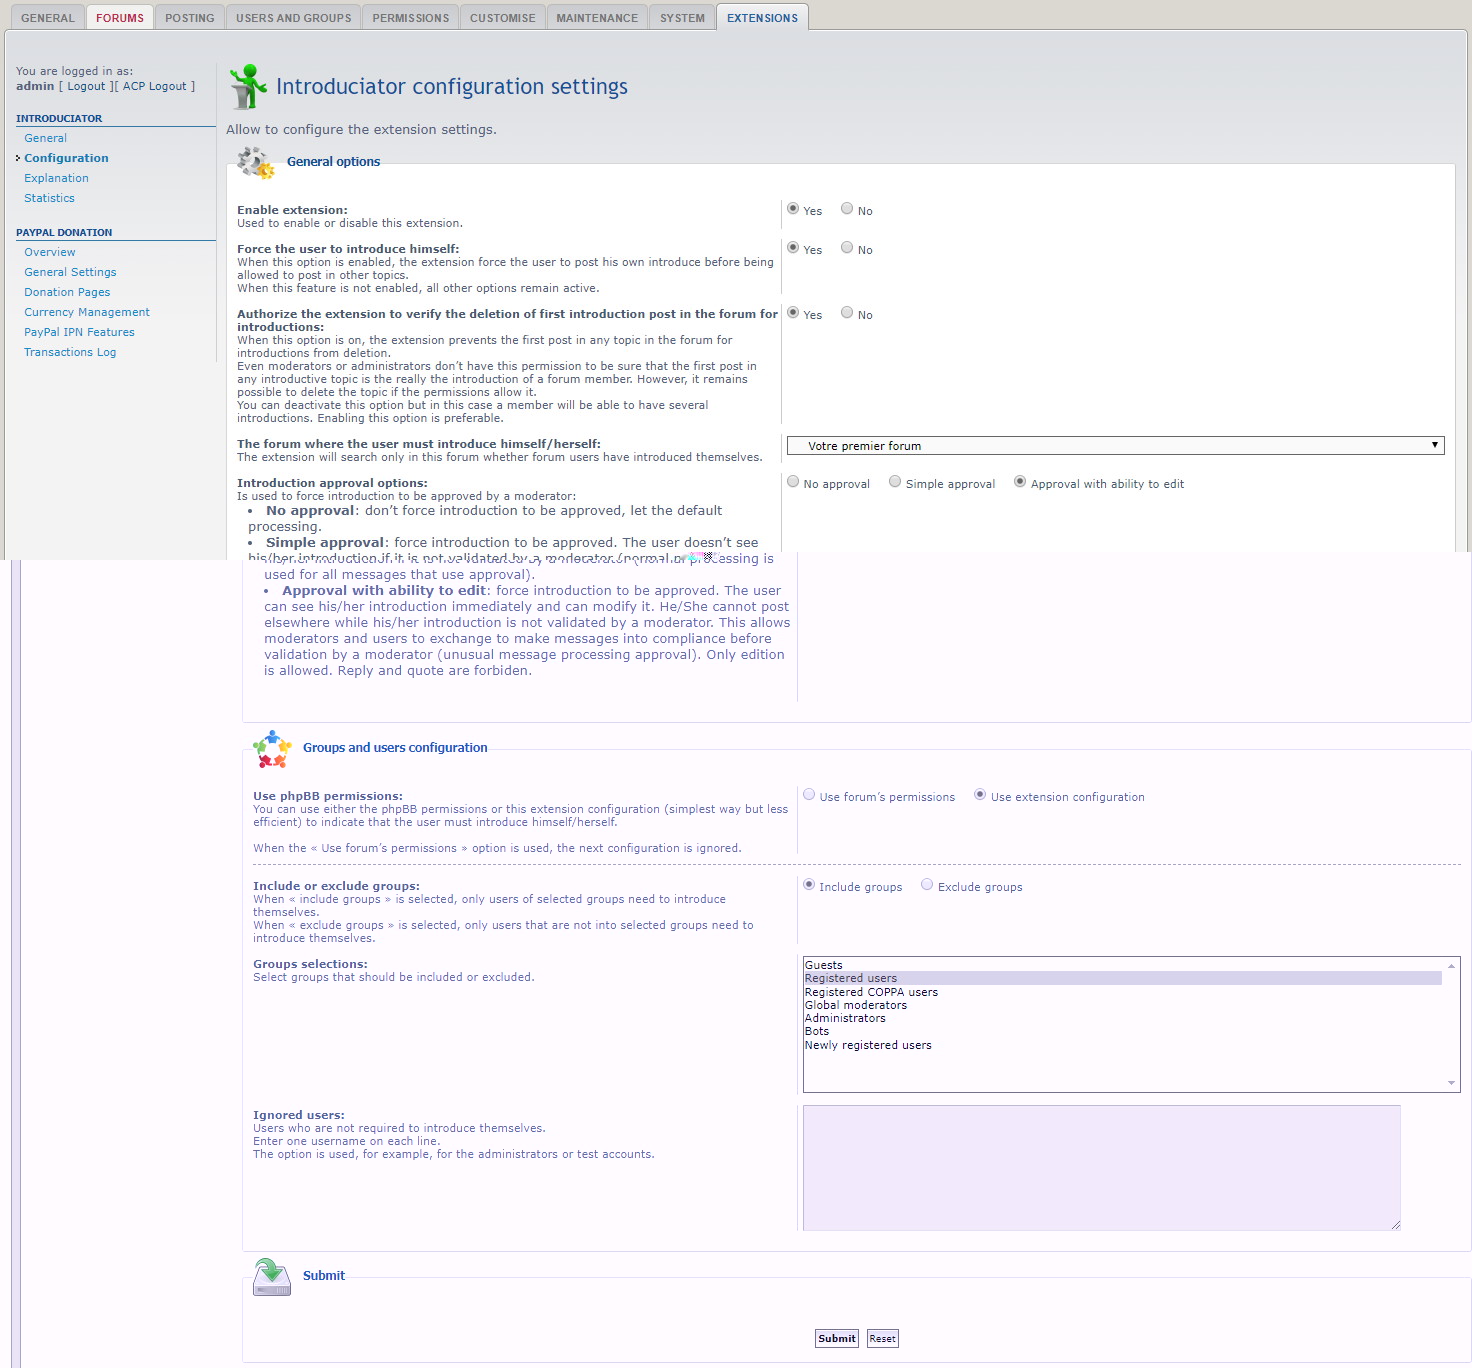 GENERAL FORUMS POSTING USERS AND GROUPS PERMISSIONS CUSTOMISE MAINTENANCE SYSTEM EXTENSIONS
You are logged in as:
admin [ Logout ][ ACP Logout ]
INTRODUCIATOR
General
Configuration
Explanation
Statistics
PAYPAL DONATION
Overview
General Settings
Donation Pages
Currency Management
PayPal IPN Features
Transactions Log
Introduciator configuration settings
Allow to configure the extension settings.
General options
Enable extension:
Used to enable or disable this extension.
Yes No
Force the user to introduce himself:
When this option is enabled, the extension force the user to post his own introduce before being
allowed to post in other topics.
When this feature is not enabled, all other options remain active.
Yes No
Authorize the extension to verify the deletion of first introduction post in the forum for
introductions:
When this option is on, the extension prevents the first post in any topic in the forum for
introductions from deletion.
Even moderators or administrators don’t have this permission to be sure that the first post in
any introductive topic is the really the introduction of a forum member. However, it remains
possible to delete the topic if the permissions allow it.
You can deactivate this option but in this case a member will be able to have several
introductions. Enabling this option is preferable.
Yes No
The forum where the user must introduce himself/herself:
The extension will search only in this forum whether forum users have introduced themselves.
Votre premier forum
Introduction approval options:
Is used to force introduction to be approved by a moderator:
• No approval: don’t force introduction to be approved, let the default
processing.
• Simple approval: force introduction to be approved. The user doesn’t see
his/her introduction if it is not validated by a moderator (normal processing is
used for all messages that use approval).
• Approval with ability to edit: force introduction to be approved. The user
can see his/her introduction immediately and can modify it. He/She cannot post
elsewhere while his/her introduction is not validated by a moderator. This allows
moderators and users to exchange to make messages into compliance before
validation by a moderator (unusual message processing approval). Only edition
is allowed. Reply and quote are forbiden.
No approval Simple approval Approval with ability to edit
Groups and users configuration
Use phpBB permissions:
You can use either the phpBB permissions or this extension configuration (simplest way but less
efficient) to indicate that the user must introduce himself/herself.
When the « Use forum’s permissions » option is used, the next configuration is ignored.
Use forum’s permissions Use extension configuration
Include or exclude groups:
When « include groups » is selected, only users of selected groups need to introduce
themselves.
When « exclude groups » is selected, only users that are not into selected groups need to
introduce themselves.
Include groups Exclude groups
Groups selections:
Select groups that should be included or excluded.
Guests
Registered users
Registered COPPA users
Global moderators
Administrators
Bots
Newly registered users
Ignored users:
Users who are not required to introduce themselves.
Enter one username on each line.
The option is used, for example, for the administrators or test accounts.
Submit
Submit Reset